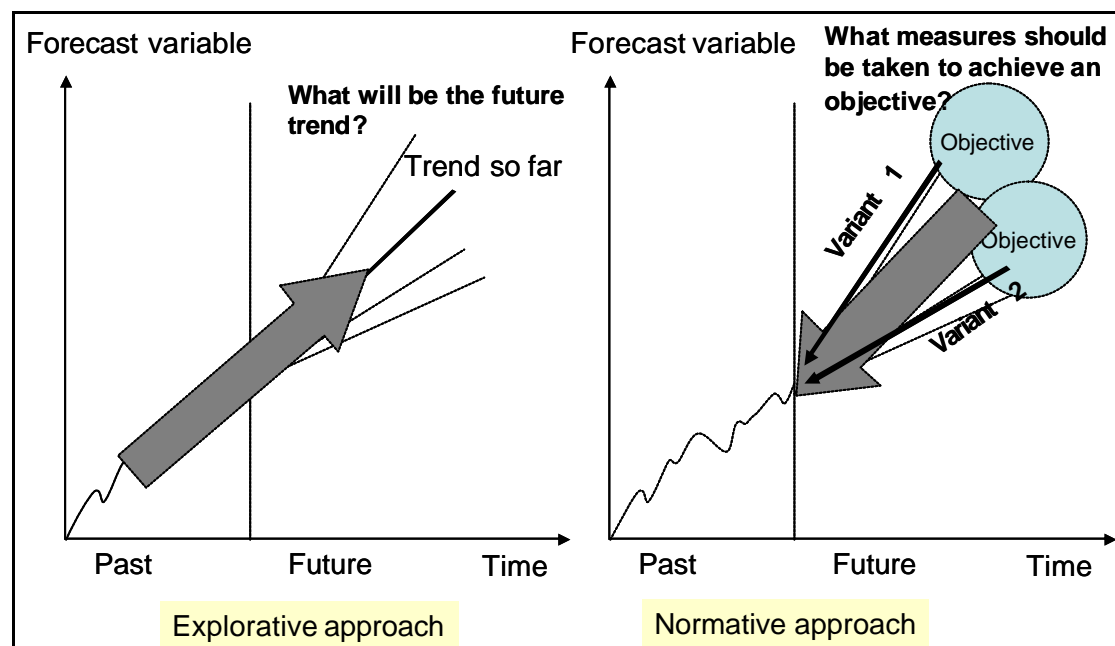 Forecast variable
What will be the future
trend?
Trend so far
Past
Future
Time
Explorative approach
Forecast variable
What measures should
be taken to achieve an
objective?
Objective
Objective
Variant 1
Variant 2
Past
Future
Time
Normative approach